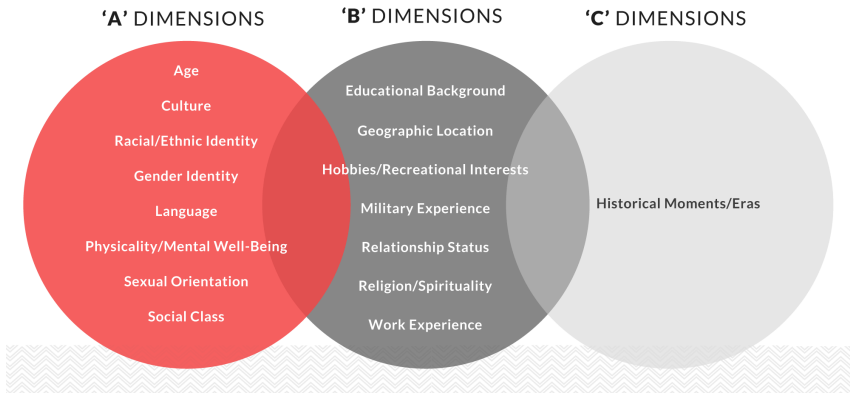 ‘A’ DIMENSIONS
Age
Culture
Racial/Ethnic Identity
Gender Identity
Language
Physicality/Mental Well-Being
Sexual Orientation
Social Class
‘B’ DIMENSIONS
Educational Background
Geographic Location
Hobbies/Recreational Interests
Military Experience
Relationship Status
Religion/Spirituality
Work Experience
‘C’ DIMENSIONS
Historical Moments/Eras